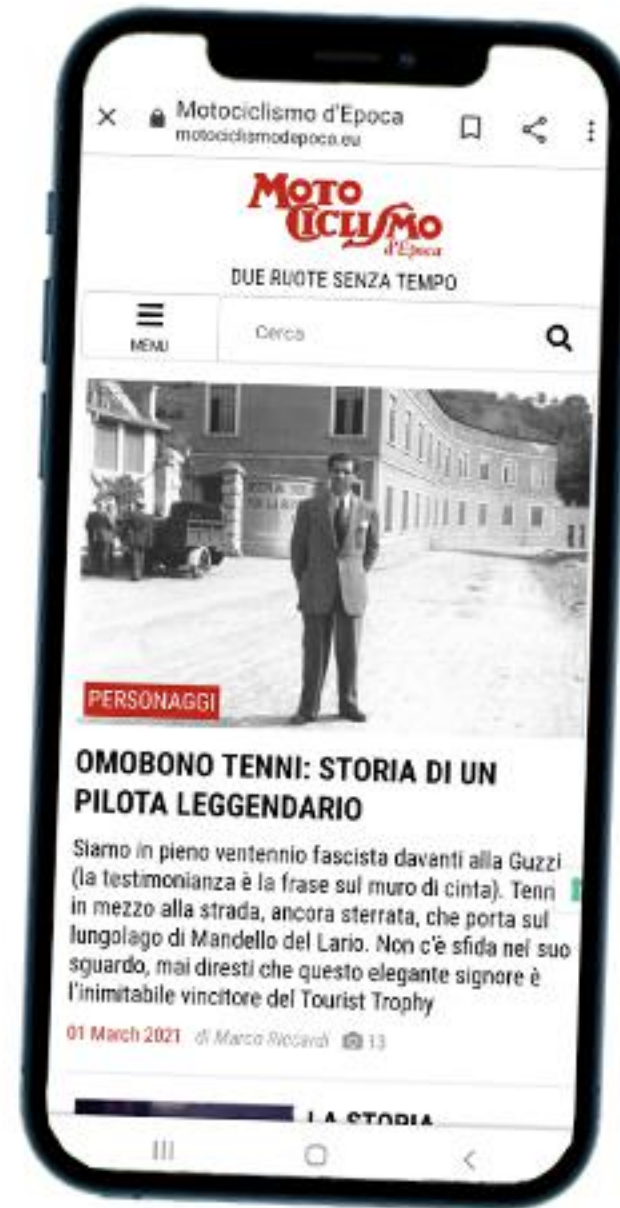 Motociclismo d'Epoca
motociclismodepoca.eu
MOTO
CICLISMO
d'Epoca
DUE RUOTE SENZA TEMPO
MENU
Cerca
PERSONAGGI
OMOBONO TENNI: STORIA DI UN
PILOTA LEGGENDARIO
Siamo in pieno ventennio fascista davanti alla Guzzi
(la testimonianza è la frase sul muro di cinta). Tenni
in mezzo alla strada, ancora sterrata, che porta sul
lungolago di Mandello del Lario. Non c'è sfida nel suo
sguardo, mai diresti che questo elegante signore è
l'inimitabile vincitore del Tourist Trophy
01 March 2021 di Marco Riccardi 13
LA STORIA